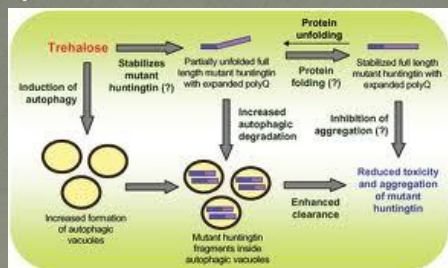 Protein
unfolding
Trehalose
Stabilizes
mutant
huntingtin (?)
Partially unfolded full
length mutant huntingtin
with expanded polyQ
Protein
folding (?)
Stabilized full length
mutant huntingtin with
expanded polyQ
Induction of
autophagy
Increased
autophagic
degradation
Inhibition of
aggregation (?)
Increased formation
of autophagic
vacuoles
Mutant huntingtin
fragments inside
autophagic vacuoles
Enhanced
clearance
Reduced toxicity
and aggregation
of mutant
huntingtin